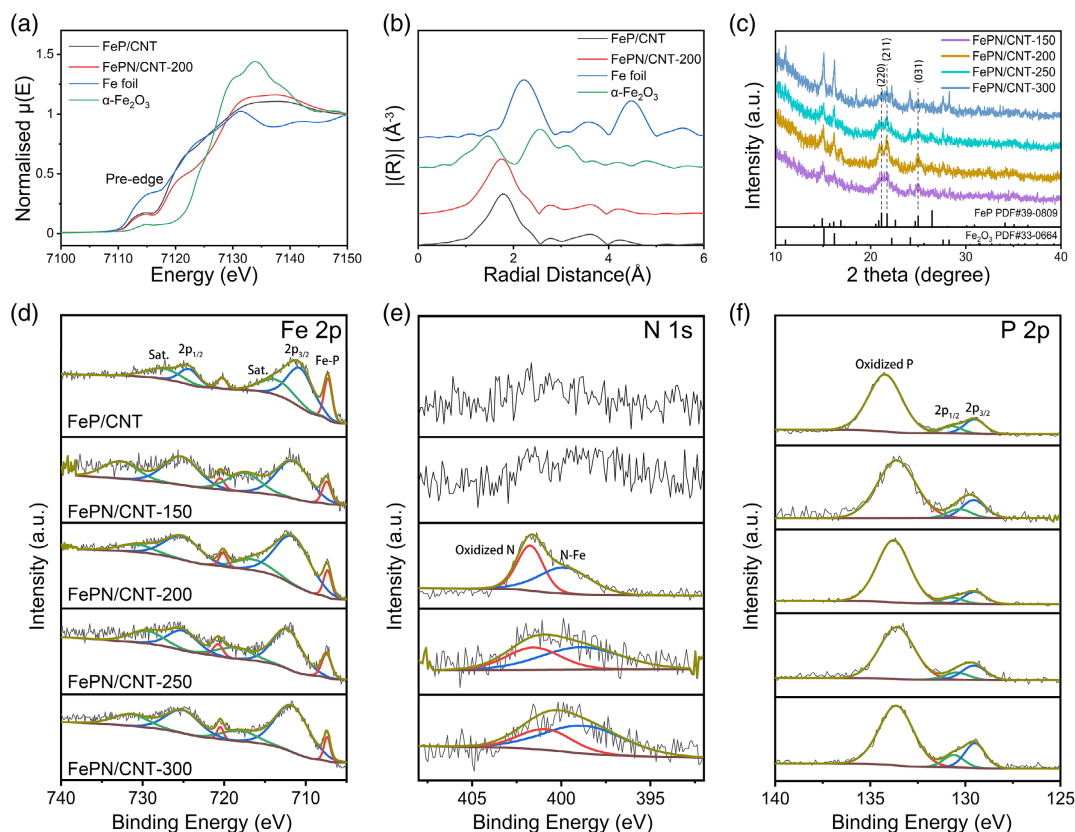 (a)
1.5
1
0.5
0
Normalised μ(E)
FeP/CNT
FePN/CNT-200
Fe foil
α-Fe₂O₃
Pre-edge
7100 7110 7120 7130 7140 7150
Energy (eV)
(b)
|(R)| (Å⁻³)
FeP/CNT
FePN/CNT-200
Fe foil
α-Fe₂O₃
0 2 4 6
Radial Distance(Å)
(c)
Intensity (a.u.)
FePN/CNT-150
FePN/CNT-200
FePN/CNT-250
FePN/CNT-300
(220)
(211)
(031)
FeP PDF#39-0809
Fe₂O₃ PDF#33-0664
10 20 30 40
2 theta (degree)
(d)
Fe 2p
Sat.
2p₁/₂
Sat.
2p₃/₂
Fe-P
FeP/CNT
FePN/CNT-150
FePN/CNT-200
FePN/CNT-250
FePN/CNT-300
Intensity (a.u.)
740 730 720 710
Binding Energy (eV)
(e)
N 1s
Oxidized N
N-Fe
Intensity (a.u.)
405 400 395
Binding Energy (eV)
(f)
P 2p
Oxidized P
2p₁/₂
2p₃/₂
Intensity (a.u.)
140 135 130 125
Binding Energy (eV)